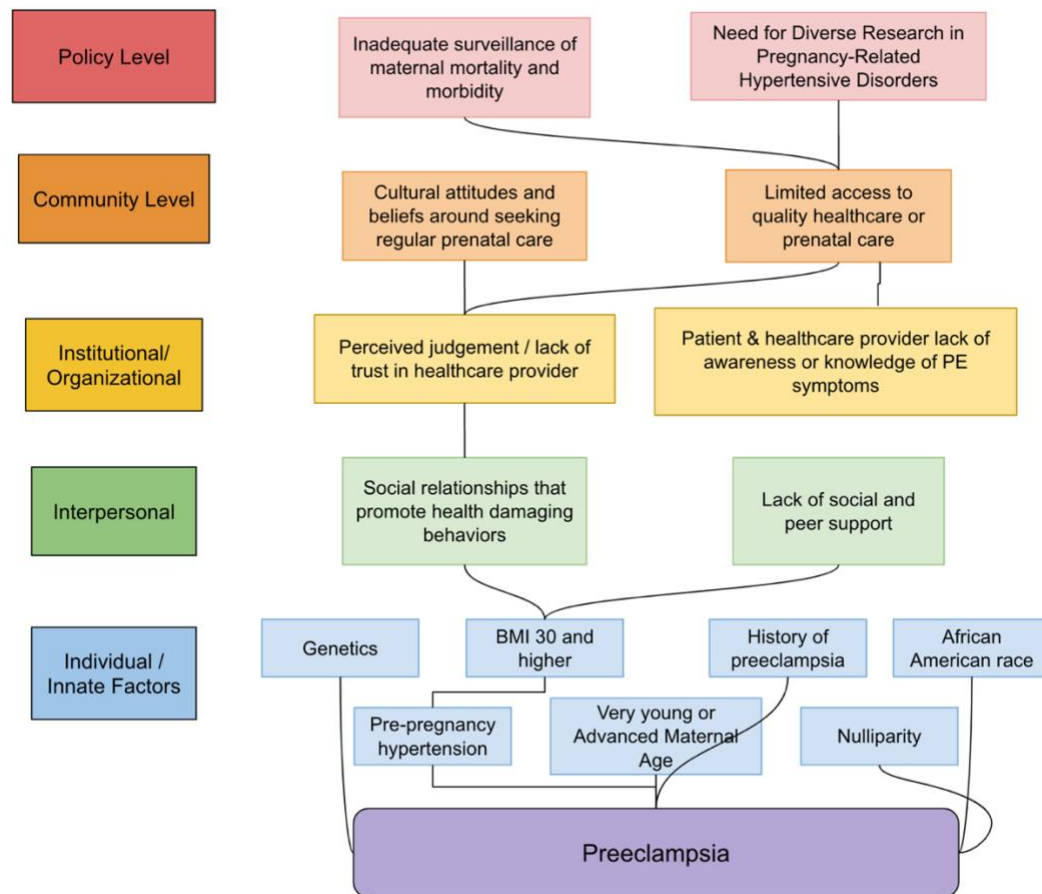 Policy Level
Inadequate surveillance of
maternal mortality and
morbidity
Need for Diverse Research in
Pregnancy-Related
Hypertensive Disorders
Community Level
Cultural attitudes and
beliefs around seeking
regular prenatal care
Limited access to
quality healthcare or
prenatal care
Institutional/
Organizational
Perceived judgement / lack of
trust in healthcare provider
Patient & healthcare provider lack of
awareness or knowledge of PE
symptoms
Interpersonal
Social relationships that
promote health damaging
behaviors
Lack of social and
peer support
Individual /
Innate Factors
Genetics
BMI 30 and
higher
History of
preeclampsia
African
American race
Pre-pregnancy
hypertension
Very young or
Advanced Maternal
Age
Nulliparity
Preeclampsia